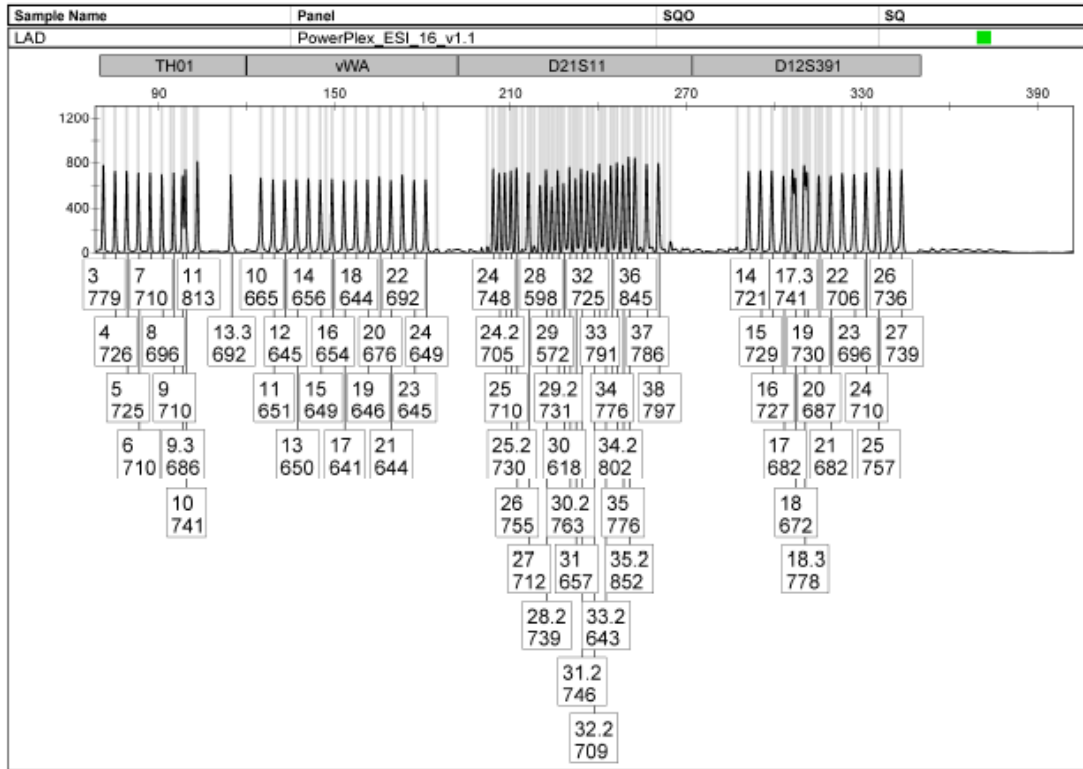 Sample Name Panel SQO SQ
LAD PowerPlex_ESI_16_v1.1
TH01 vWA D21S11 D12S391
90 150 210 270 330 390
1200
800
400
0
3 7 11 10 14 18 22 24 28 32 36 14 17.3 22 26
779 710 813 665 656 644 692 748 598 725 845 721 741 706 736
4 8 13.3 12 16 20 24 24.2 29 33 37 15 19 23 27
726 696 692 645 654 676 649 705 572 791 786 729 730 696 739
5 9 11 15 19 23 25 29.2 34 38 16 20 24
725 710 651 649 646 645 710 731 776 797 727 687 710
6 9.3 13 17 21 25.2 30 34.2 17 21 25
710 686 650 641 644 730 618 802 682 682 757
10 26 30.2 35 18
741 755 763 776 672
27 31 35.2 18.3
712 657 852 778
28.2 33.2
739 643
31.2
746
32.2
709